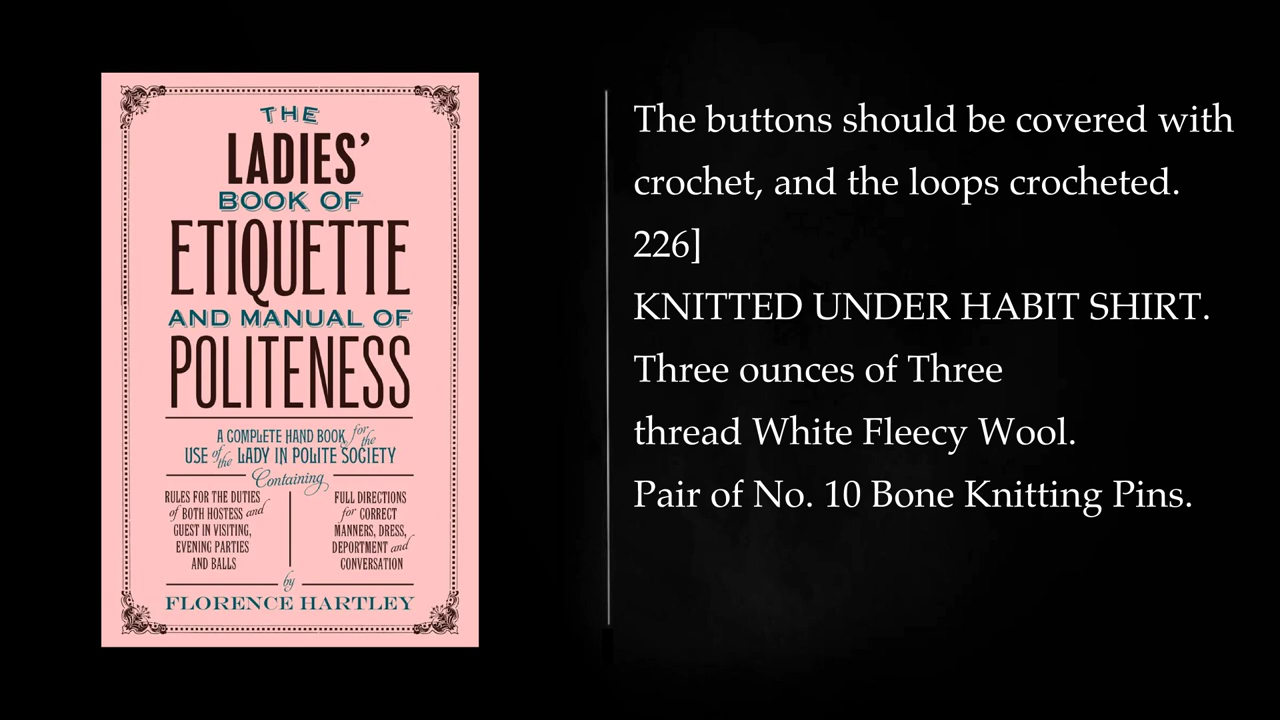 THE
LADIES'
BOOK OF
ETIQUETTE
AND MANUAL OF
POLITENESS
A COMPLETE HAND BOOK for the
USE of the LADY IN POLITE SOCIETY
Containing
RULES FOR THE DUTIES
of BOTH HOSTESS and
GUEST IN VISITING,
EVENING PARTIES
AND BALLS
FULL DIRECTIONS
for CORRECT
MANNERS, DRESS,
DEPORTMENT and
CONVERSATION
by
FLORENCE HARTLEY
The buttons should be covered with
crochet, and the loops crocheted.
226]
KNITTED UNDER HABIT SHIRT.
Three ounces of Three
thread White Fleecy Wool.
Pair of No. 10 Bone Knitting Pins.